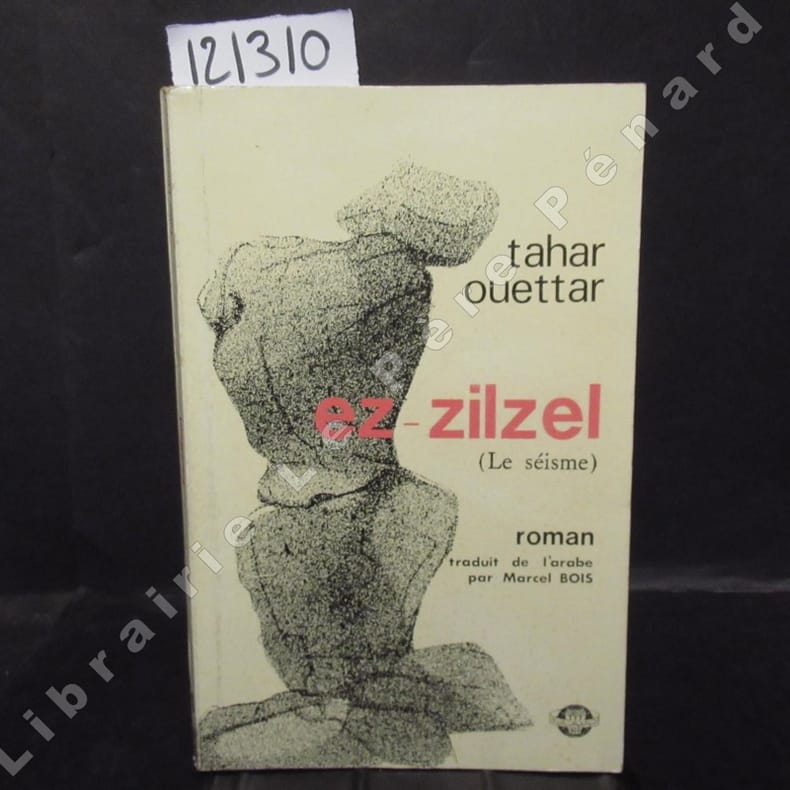 121310
tahar
ouettar
ez-zilzel
(Le séisme)
roman
traduit de l'arabe
par Marcel BOIS
Librairie Le Père Pénard